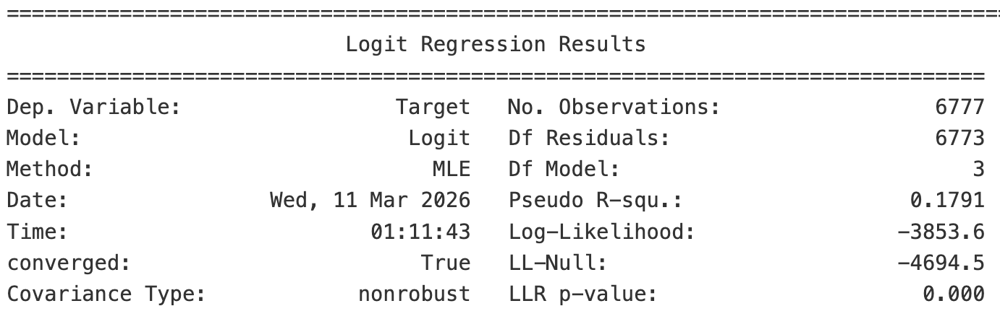 ===============================================================================
Logit Regression Results
==============================================================================
Dep. Variable: Target No. Observations: 6777
Model: Logit Df Residuals: 6773
Method: MLE Df Model: 3
Date: Wed, 11 Mar 2026 Pseudo R-squ.: 0.1791
Time: 01:11:43 Log-Likelihood: -3853.6
converged: True LL-Null: -4694.5
Covariance Type: nonrobust LLR p-value: 0.000